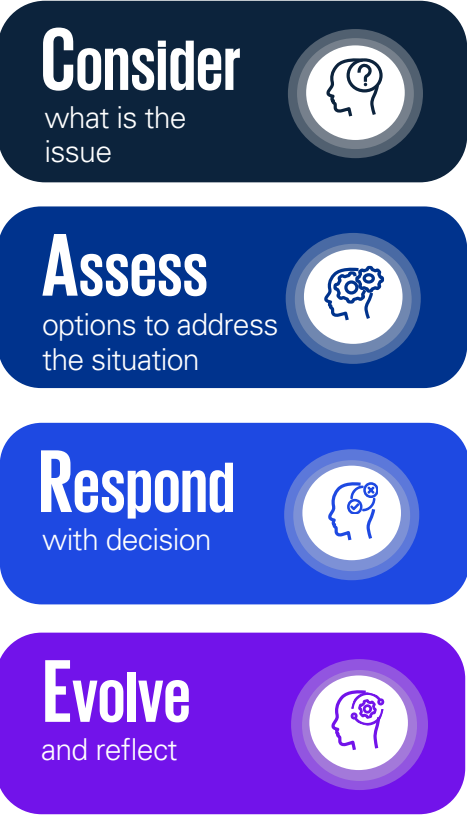 Consider
what is the
issue
?
Assess
options to address
the situation
Respond
with decision
Evolve
and reflect